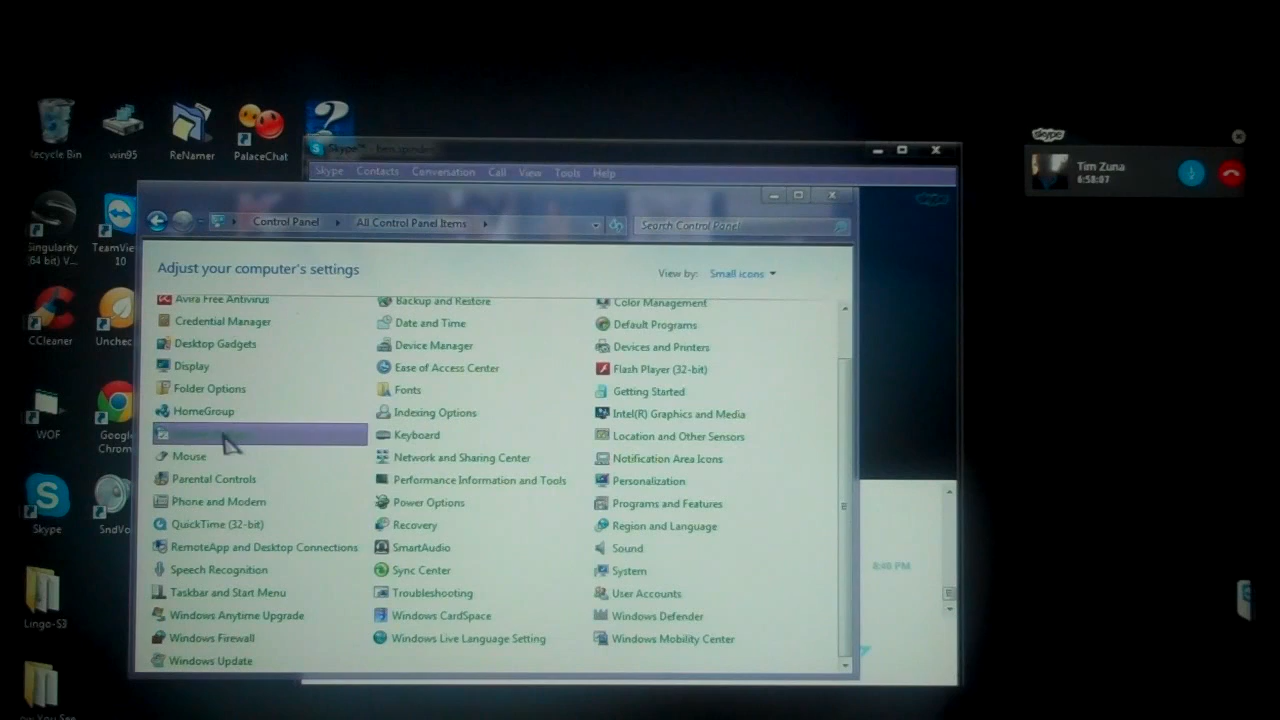 Recycle Bin
win95
ReNamer
PalaceChat
Skype™
skype
Tim Zuna
6:58:07
Skype Contacts Conversation Call View Tools Help
Control Panel All Control Panel Items
Search Control Panel
Adjust your computer's settings
View by: Small icons
Avira Free Antivirus Backup and Restore Color Management
Credential Manager Date and Time Default Programs
Desktop Gadgets Device Manager Devices and Printers
Display Ease of Access Center Flash Player (32-bit)
Folder Options Fonts Getting Started
HomeGroup Indexing Options Intel(R) Graphics and Media
Keyboard Location and Other Sensors
Mouse Network and Sharing Center Notification Area Icons
Parental Controls Performance Information and Tools Personalization
Phone and Modem Power Options Programs and Features
QuickTime (32-bit) Recovery Region and Language
RemoteApp and Desktop Connections SmartAudio Sound
Speech Recognition Sync Center System
Taskbar and Start Menu Troubleshooting User Accounts
Windows Anytime Upgrade Windows CardSpace Windows Defender
Windows Firewall Windows Live Language Setting Windows Mobility Center
Windows Update
Singularity
(64 bit) V...
TeamVie
10
CCleaner
Unchec
WOF
Google
Chrom
Skype
SndVo
Lingo-S3
ow You See
8:40 PM